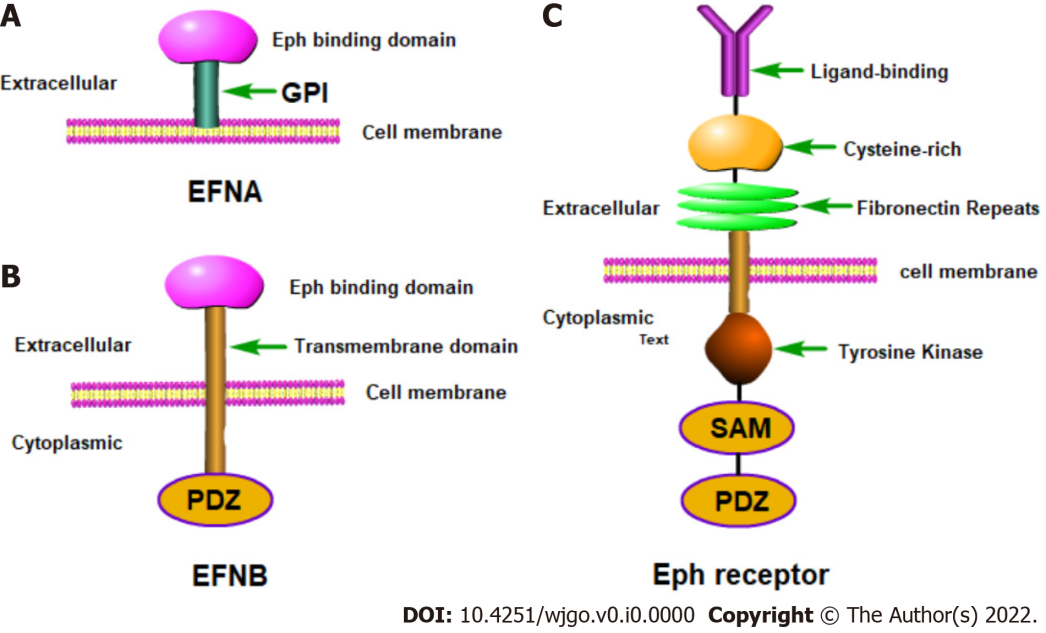 A
Eph binding domain
Extracellular
GPI
Cell membrane
EFNA
B
Eph binding domain
Extracellular
Transmembrane domain
Cell membrane
Cytoplasmic
PDZ
EFNB
C
Ligand-binding
Cysteine-rich
Extracellular
Fibronectin Repeats
cell membrane
Cytoplasmic
Text
Tyrosine Kinase
SAM
PDZ
Eph receptor
DOI: 10.4251/wjgo.v0.i0.0000 Copyright © The Author(s) 2022.